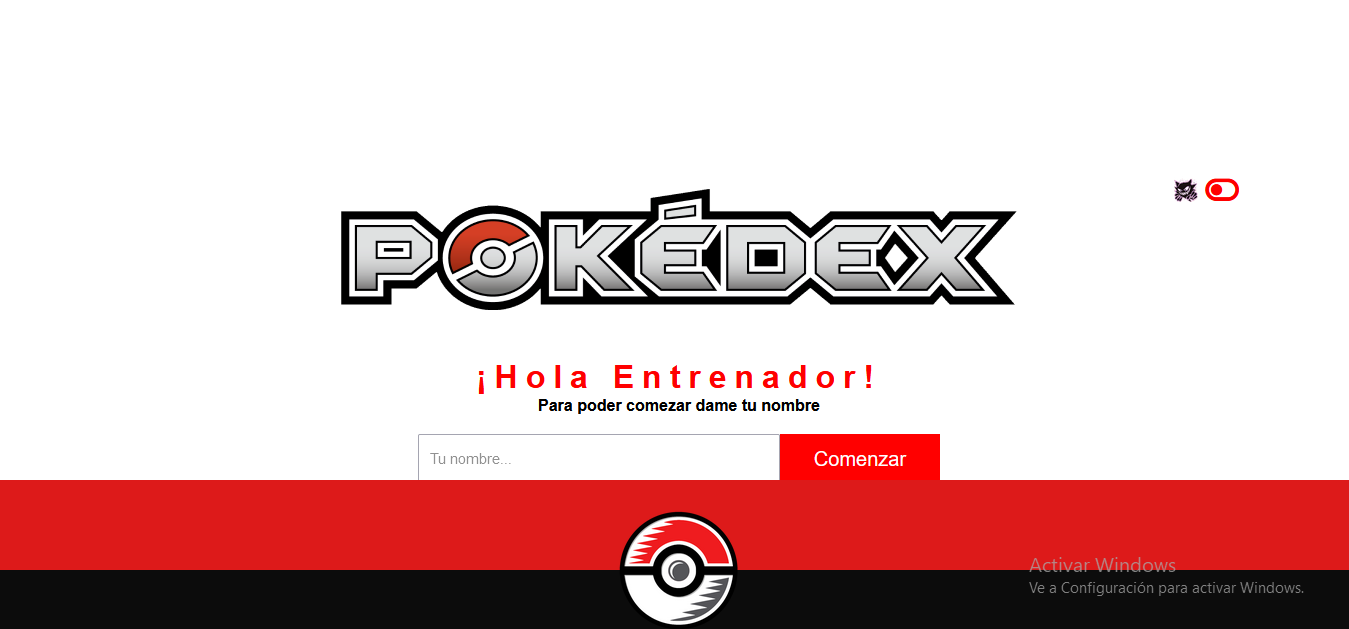 POKÉDEX
¡Hola Entrenador!
Para poder comezar dame tu nombre
Tu nombre...
Comenzar
Activar Windows
Ve a Configuración para activar Windows.